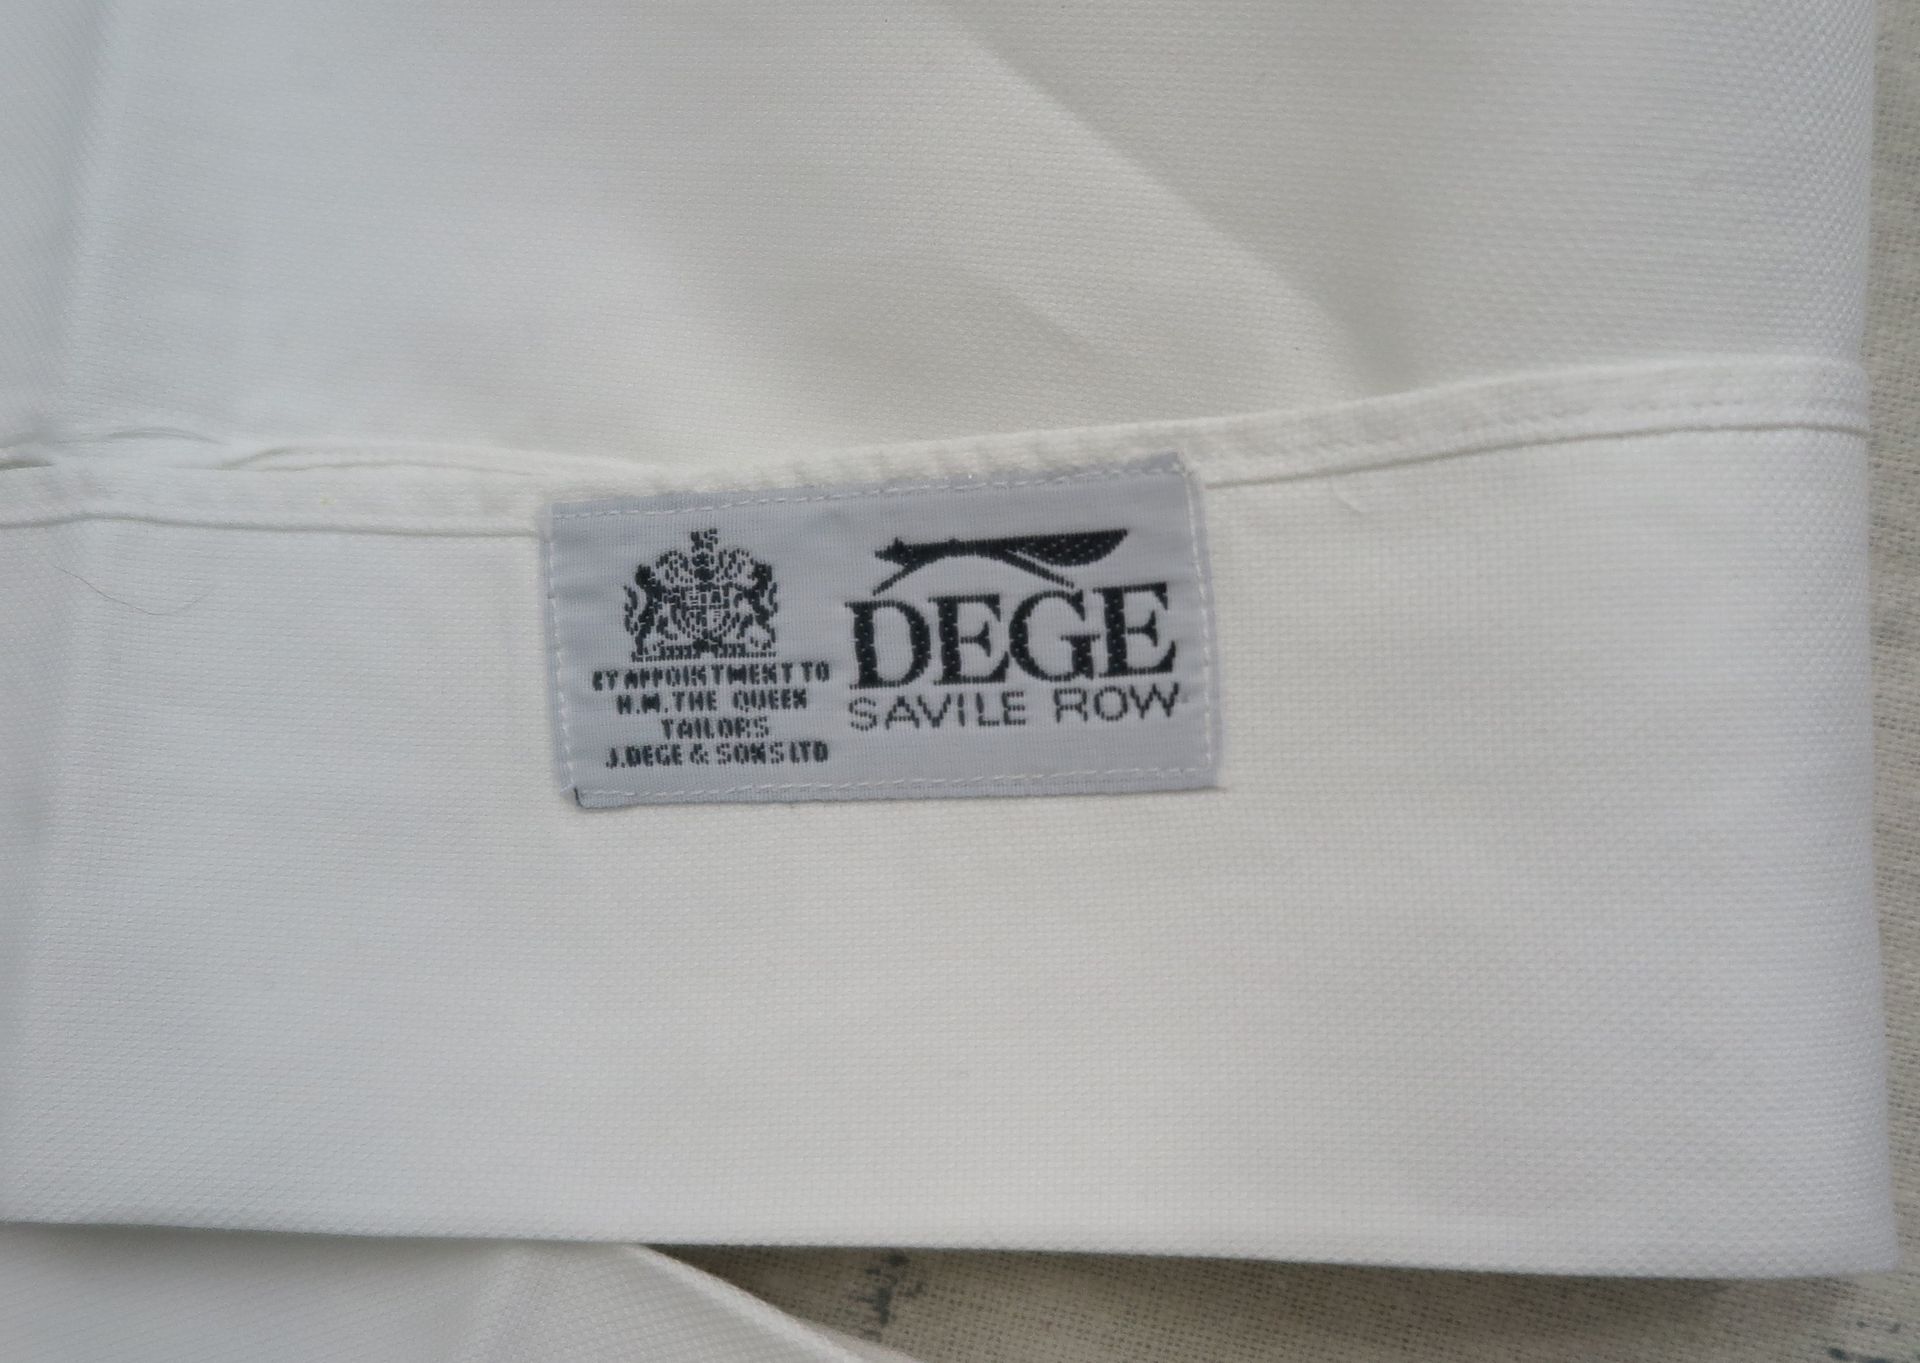 BY APPOINTMENT TO
H.M. THE QUEEN
TAILORS
J. DEGE & SONS LTD
DEGE
SAVILE ROW